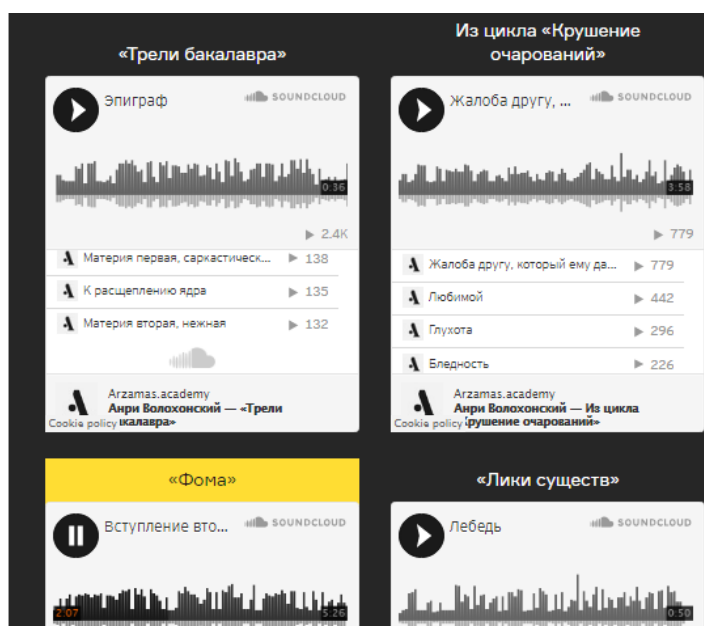 «Трели бакалавра»
Эпиграф
SOUNDCLOUD
0:36
2.4K
Материя первая, саркастическ... 138
К расщеплению ядра 135
Материя вторая, нежная 132
Arzamas.academy
Анри Волохонский — «Трели
Cookie policy
икалавра»
Из цикла «Крушение
очарований»
Жалоба другу, ...
SOUNDCLOUD
3:58
779
Жалоба другу, который ему да... 779
Любимой 442
Глухота 296
Бледность 226
Arzamas.academy
Анри Волохонский — Из цикла
Cookie policy
Крушение очарований»
«Фома»
Вступление вто...
SOUNDCLOUD
2:07
5:26
«Лики существ»
Лебедь
SOUNDCLOUD
0:50